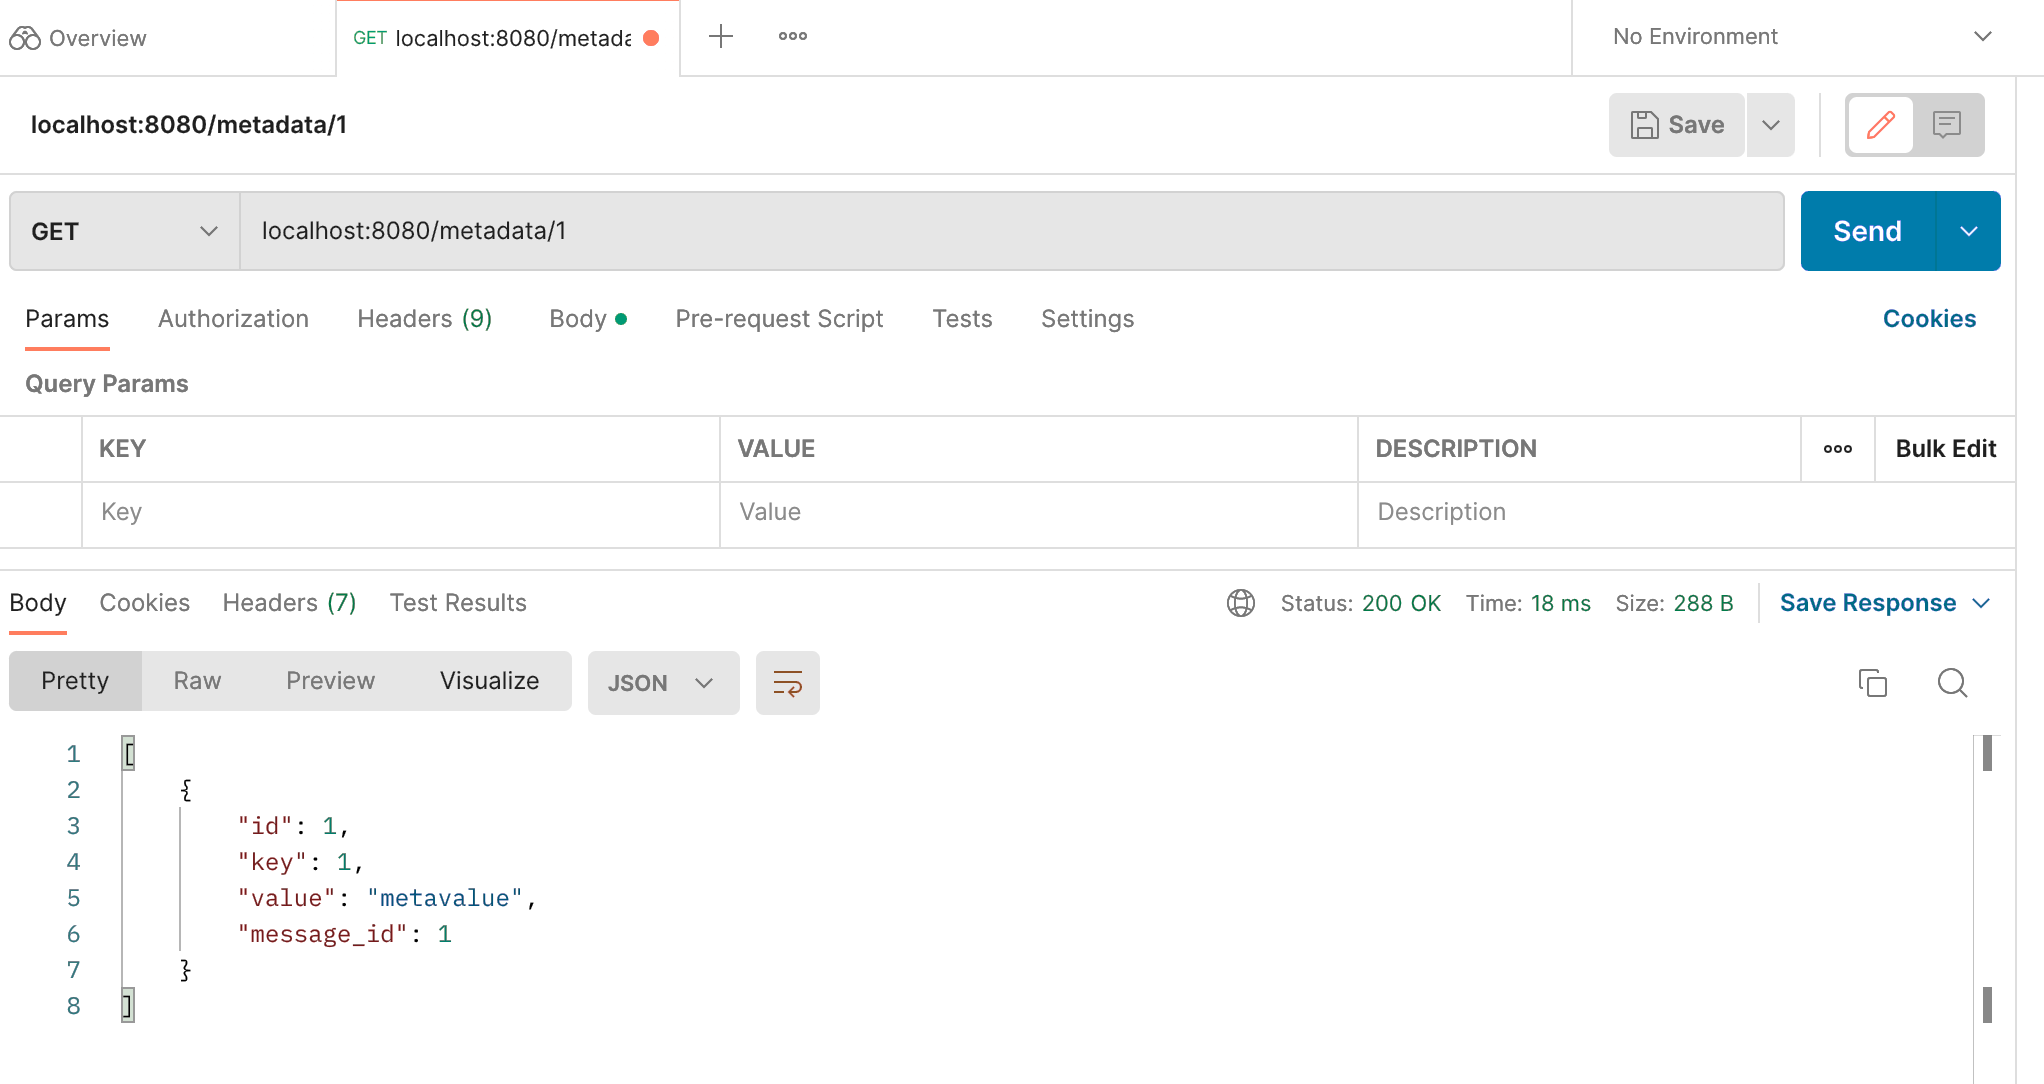 Overview
GET localhost:8080/metada
No Environment
localhost:8080/metadata/1
Save
GET
localhost:8080/metadata/1
Send
Params Authorization Headers (9) Body Pre-request Script Tests Settings Cookies
Query Params
KEY VALUE DESCRIPTION Bulk Edit
Key Value Description
Body Cookies Headers (7) Test Results Status: 200 OK Time: 18 ms Size: 288 B Save Response
Pretty Raw Preview Visualize JSON
1 [
2 {
3 "id": 1,
4 "key": 1,
5 "value": "metavalue",
6 "message_id": 1
7 }
8 ]